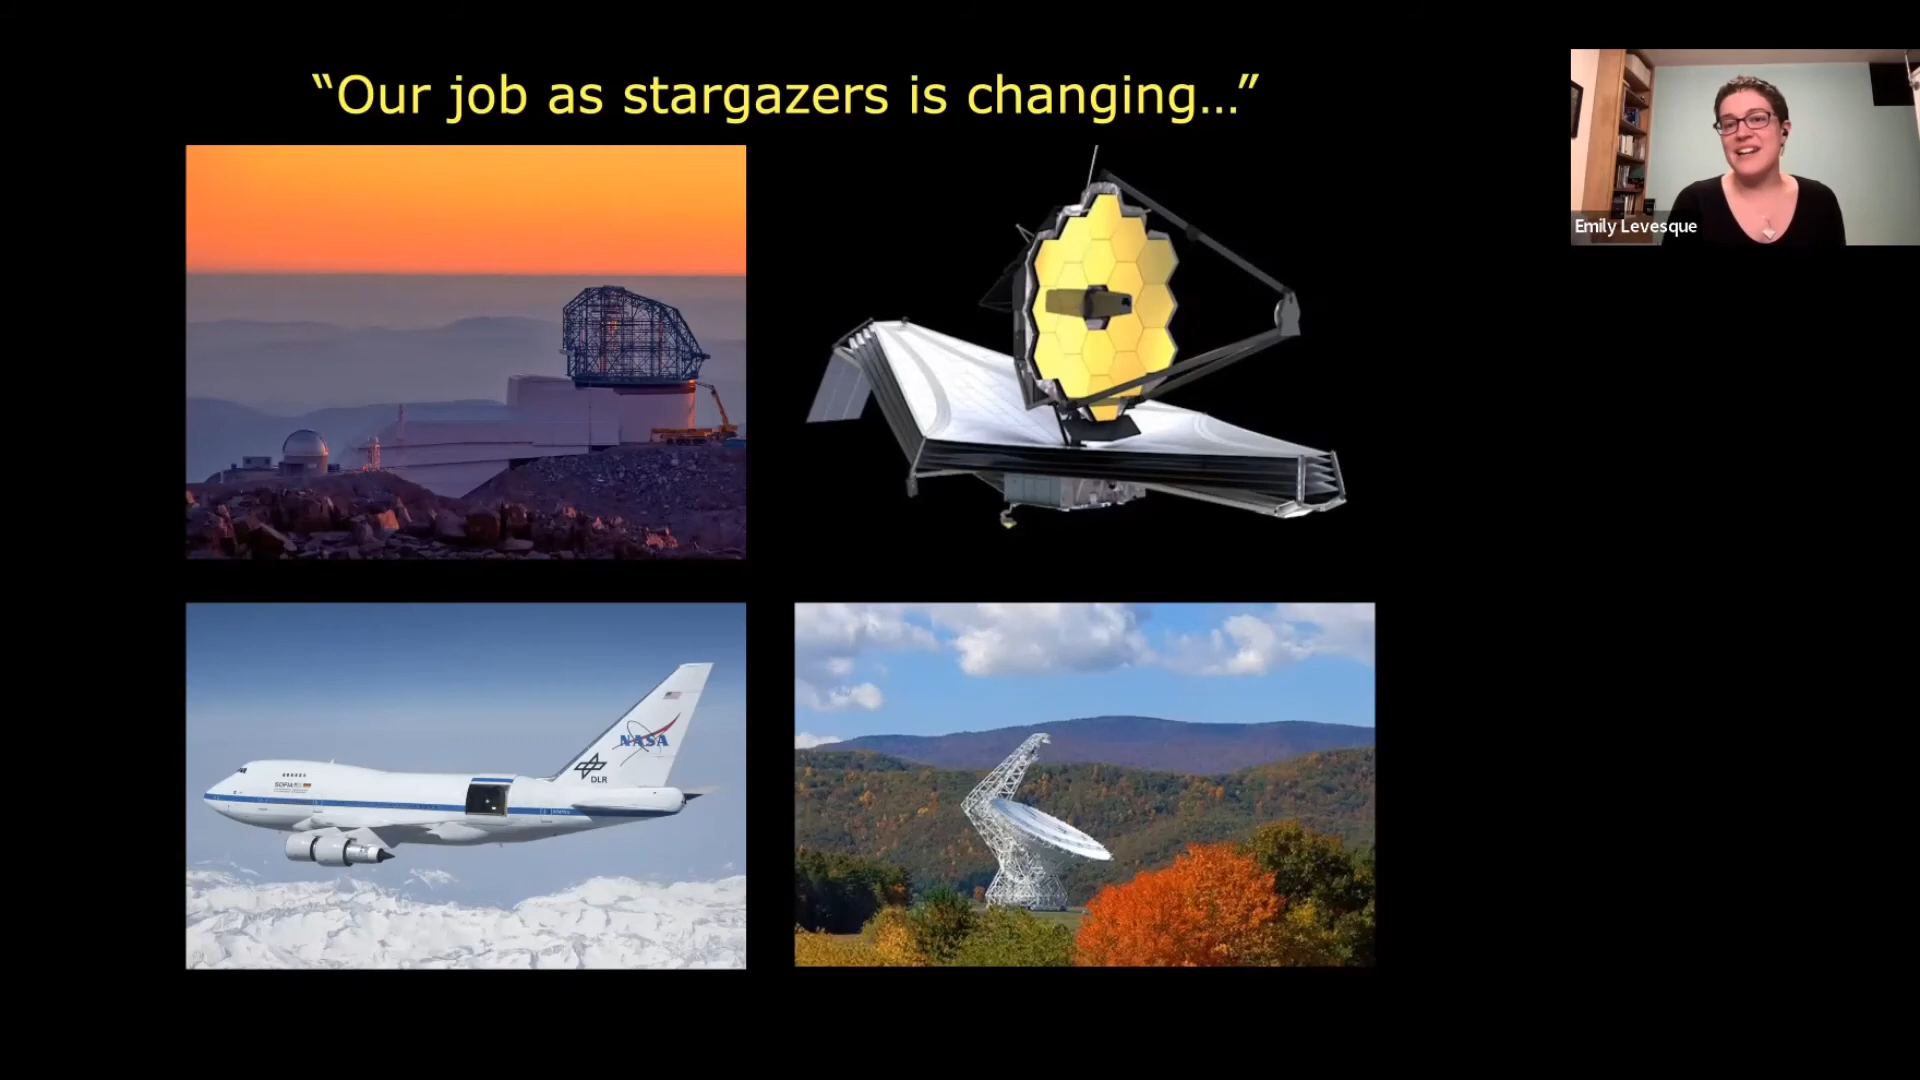 “Our job as stargazers is changing…”
Emily Levesque
NASA
DLR
SOFIA